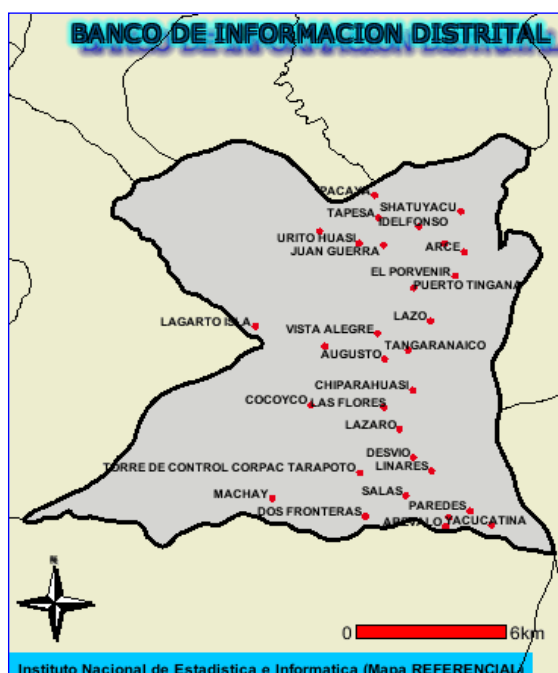 BANCO DE INFORMACION DISTRITAL
PACAYA
SHATUYACU
TAPESA
IDELFONSO
URITO HUASI
JUAN GUERRA
ARCE
EL PORVENIR
PUERTO TINGANA
LAZO
LAGARTO ISLA
VISTA ALEGRE
TANGARANAICO
AUGUSTO
CHIPARAHUASI
COCOYCO
LAS FLORES
LAZARO
DESVIO
TORRE DE CONTROL CORPAC TARAPOTO
LINARES
MACHAY
SALAS
DOS FRONTERAS
PAREDES
AREVALO
YACUCATINA
N
0
6km
Instituto Nacional de Estadistica e Informatica (Mapa REFERENCIAL)